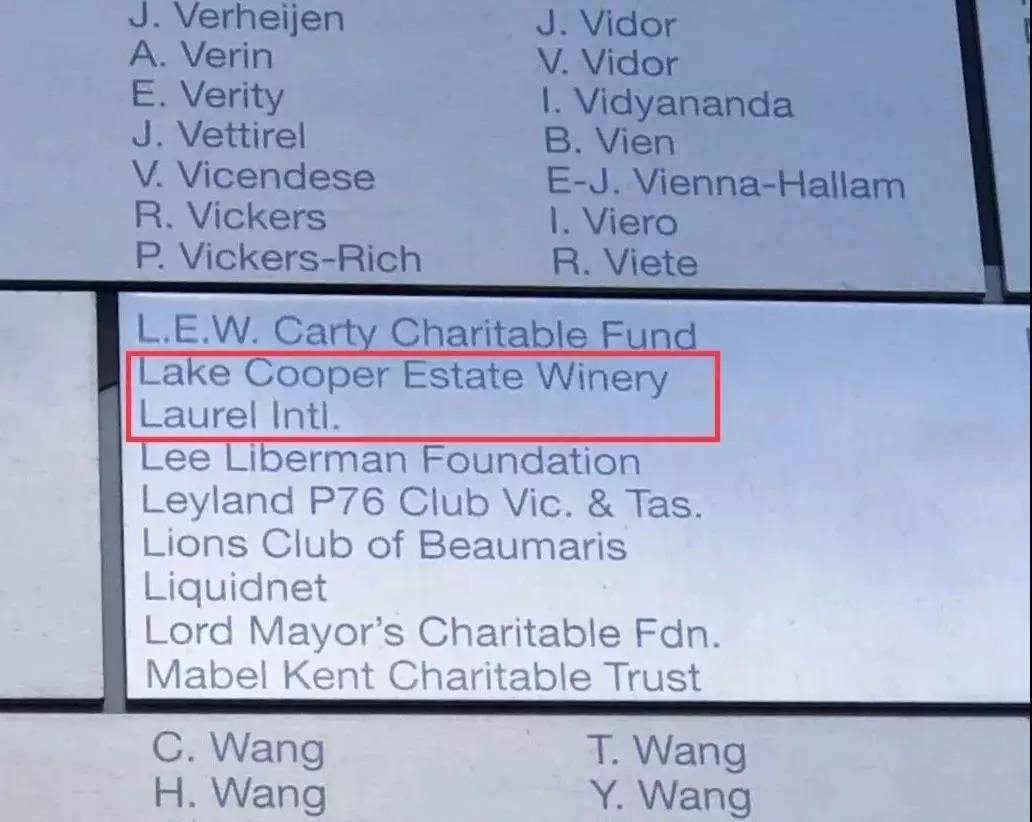 J. Verheijen
A. Verin
E. Verity
J. Vettirel
V. Vicendese
R. Vickers
P. Vickers-Rich
J. Vidor
V. Vidor
I. Vidyananda
B. Vien
E-J. Vienna-Hallam
I. Viero
R. Viete
L.E.W. Carty Charitable Fund
Lake Cooper Estate Winery
Laurel Intl.
Lee Liberman Foundation
Leyland P76 Club Vic. & Tas.
Lions Club of Beaumaris
Liquidnet
Lord Mayor's Charitable Fdn.
Mabel Kent Charitable Trust
C. Wang
H. Wang
T. Wang
Y. Wang